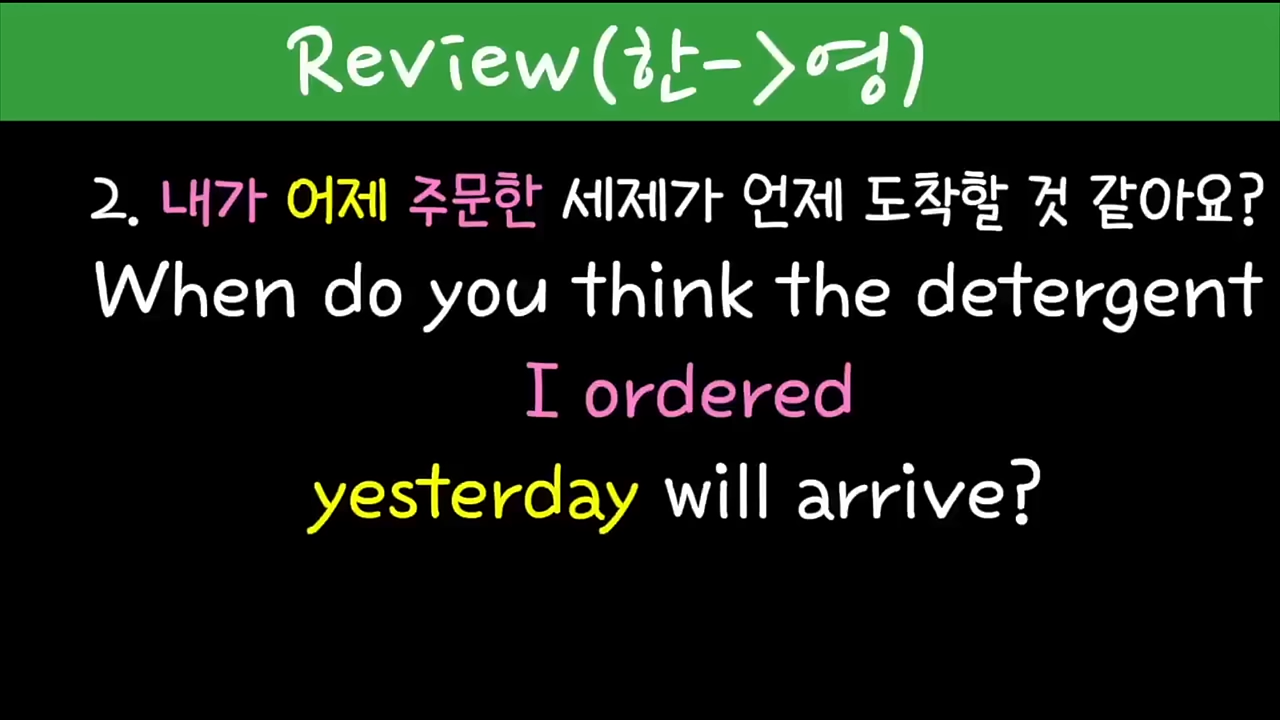 Review(한->영)
2. 내가 어제 주문한 세제가 언제 도착할 것 같아요?
When do you think the detergent
I ordered
yesterday will arrive?